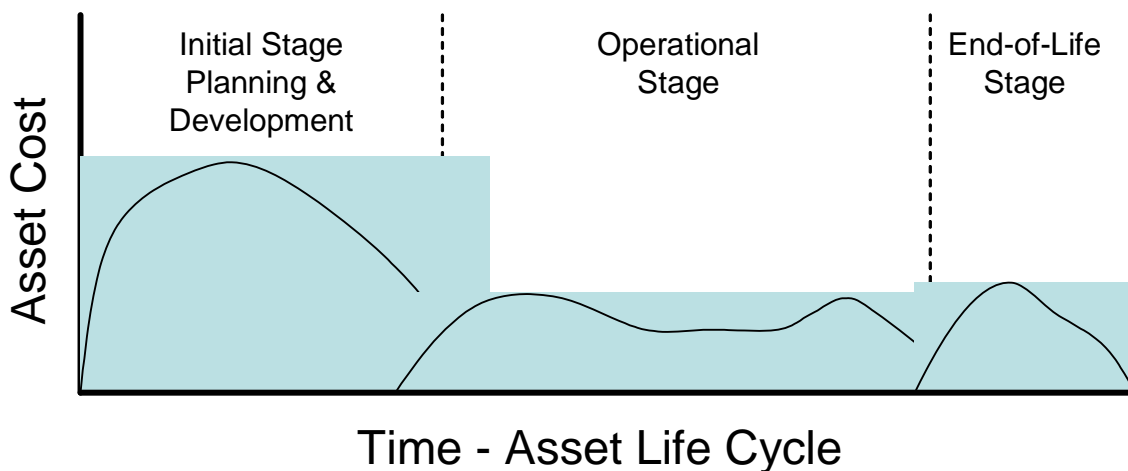 Initial Stage
Planning &
Development
Operational
Stage
End-of-Life
Stage
Asset Cost
Time - Asset Life Cycle